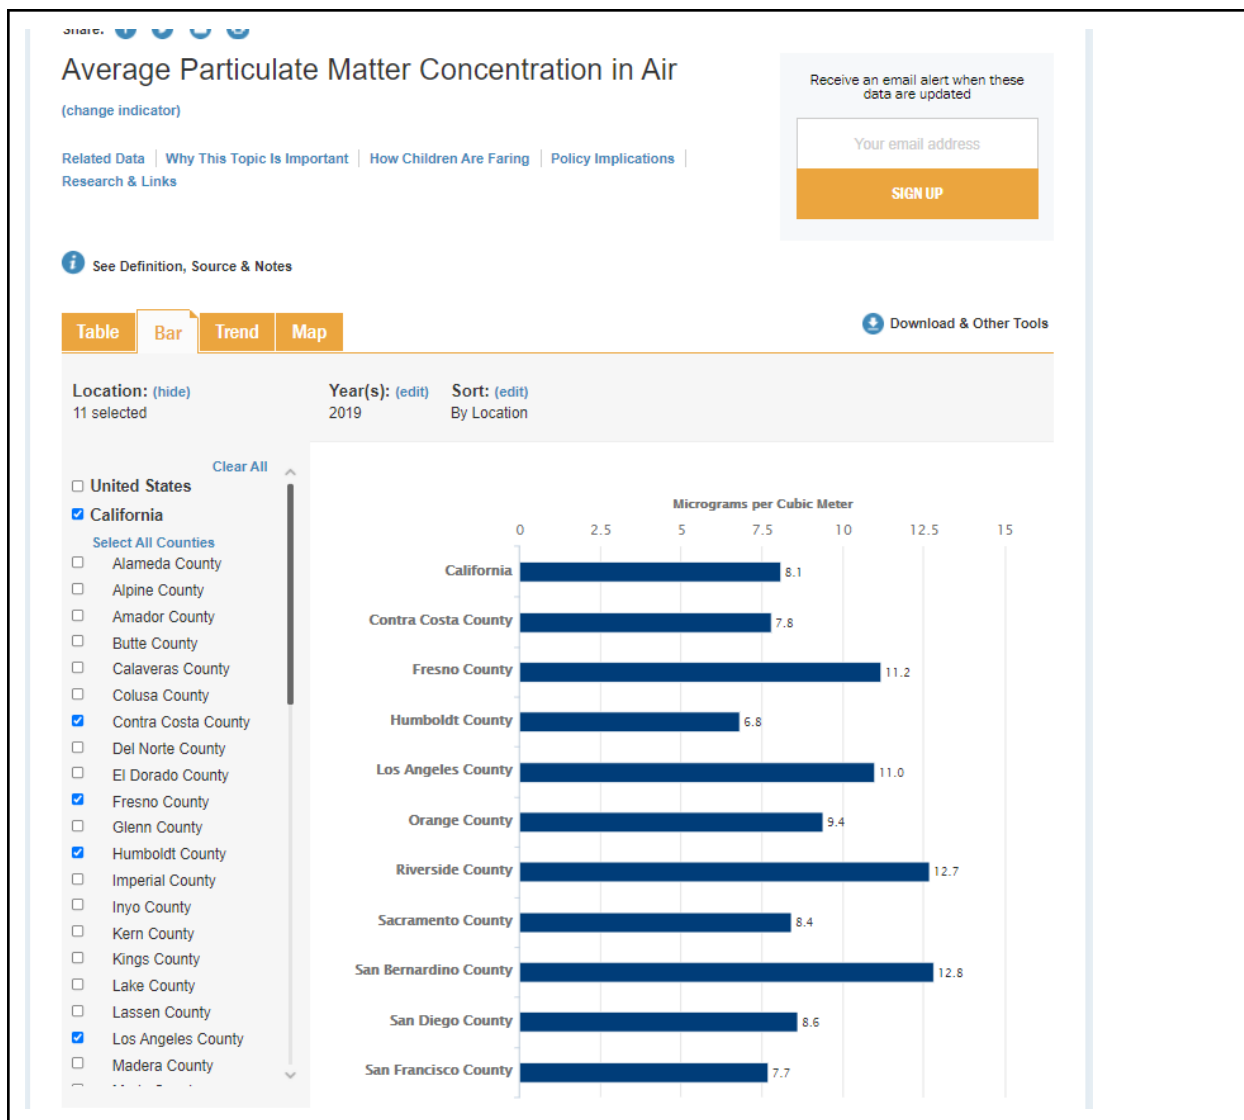 Share:
Average Particulate Matter Concentration in Air
(change indicator)
Related Data | Why This Topic Is Important | How Children Are Faring | Policy Implications |
Research & Links
Receive an email alert when these
data are updated
Your email address
SIGN UP
i See Definition, Source & Notes
Table Bar Trend Map
Download & Other Tools
Location: (hide)
11 selected
Year(s): (edit)
2019
Sort: (edit)
By Location
Clear All
United States
California
Select All Counties
Alameda County
Alpine County
Amador County
Butte County
Calaveras County
Colusa County
Contra Costa County
Del Norte County
El Dorado County
Fresno County
Glenn County
Humboldt County
Imperial County
Inyo County
Kern County
Kings County
Lake County
Lassen County
Los Angeles County
Madera County
Micrograms per Cubic Meter
0 2.5 5 7.5 10 12.5 15
California 8.1
Contra Costa County 7.8
Fresno County 11.2
Humboldt County 6.8
Los Angeles County 11.0
Orange County 9.4
Riverside County 12.7
Sacramento County 8.4
San Bernardino County 12.8
San Diego County 8.6
San Francisco County 7.7